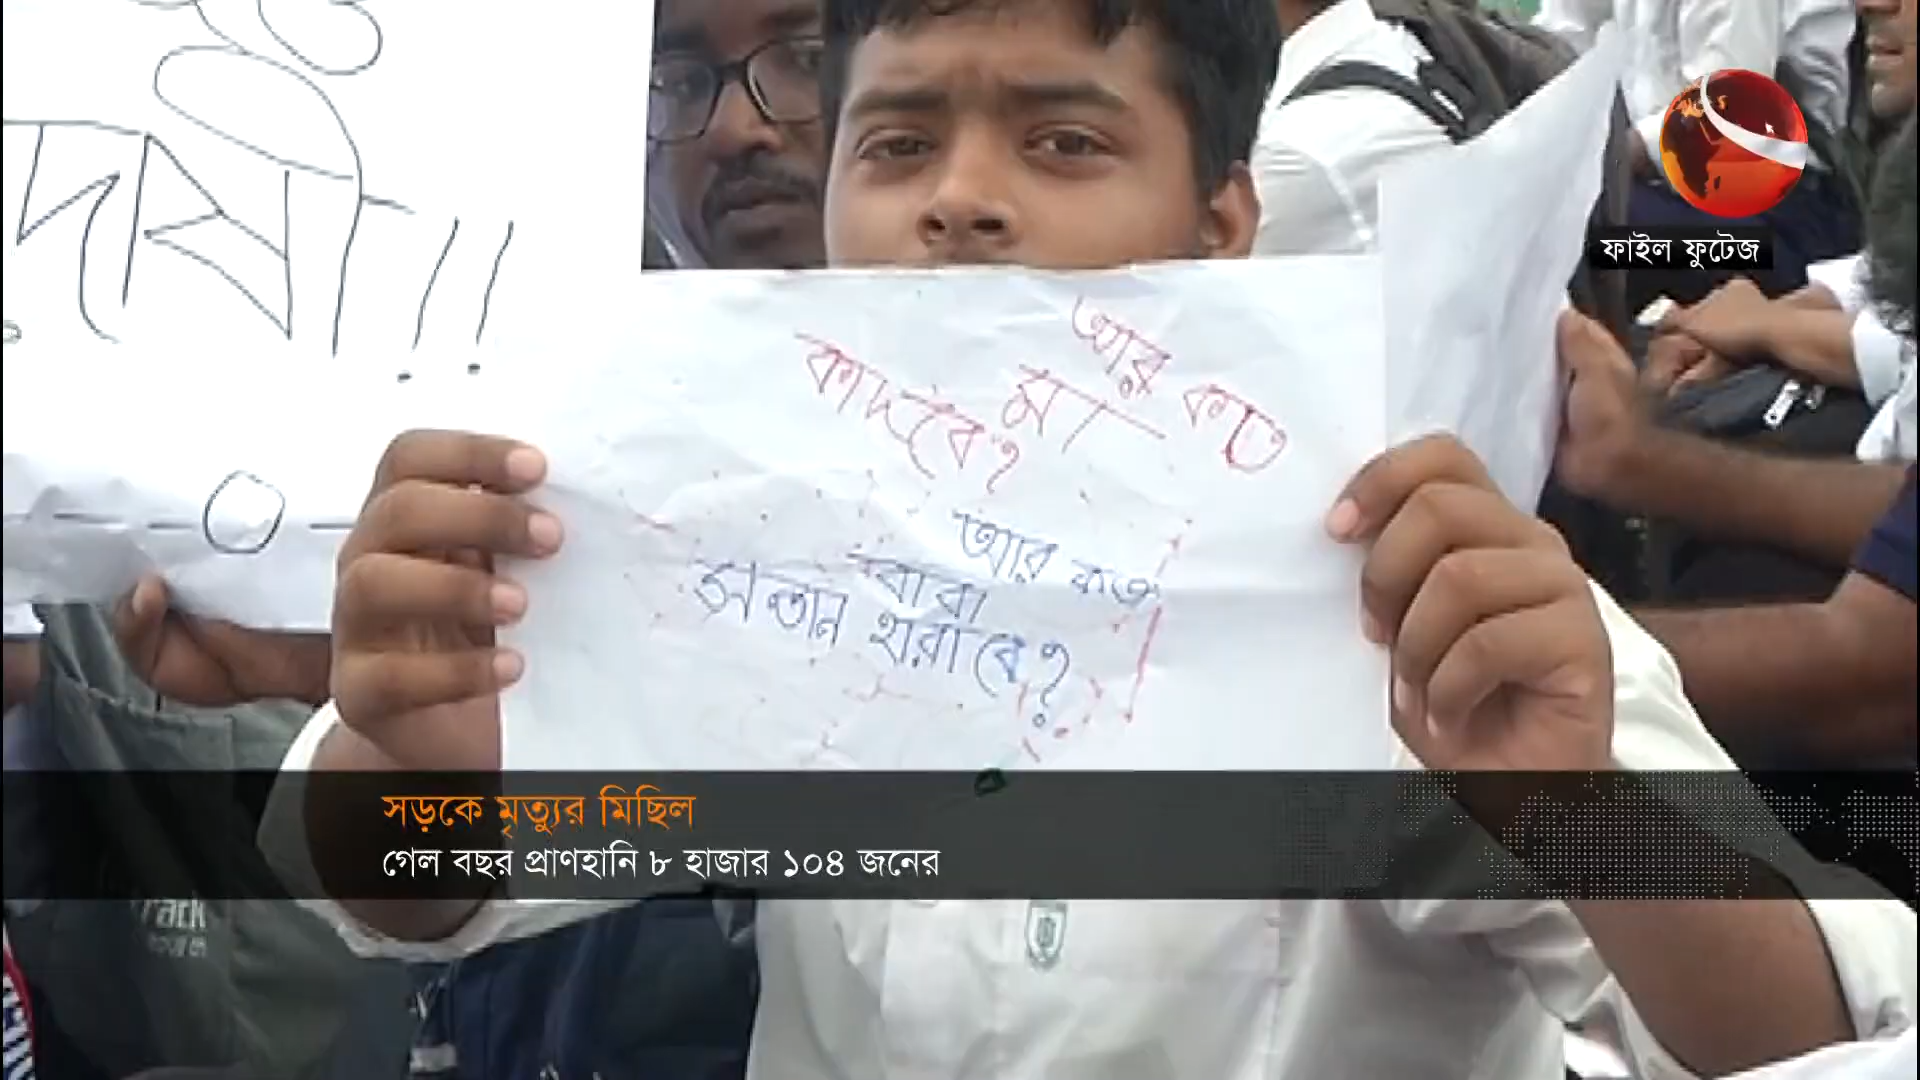 দোষী!!
ফাইল ফুটেজ
আর কত
মা
কাঁদবে?
আর কত
বাবা
সন্তান হারাবে?
সড়কে মৃত্যুর মিছিল
গেল বছর প্রাণহানি ৮ হাজার ১০৪ জনের